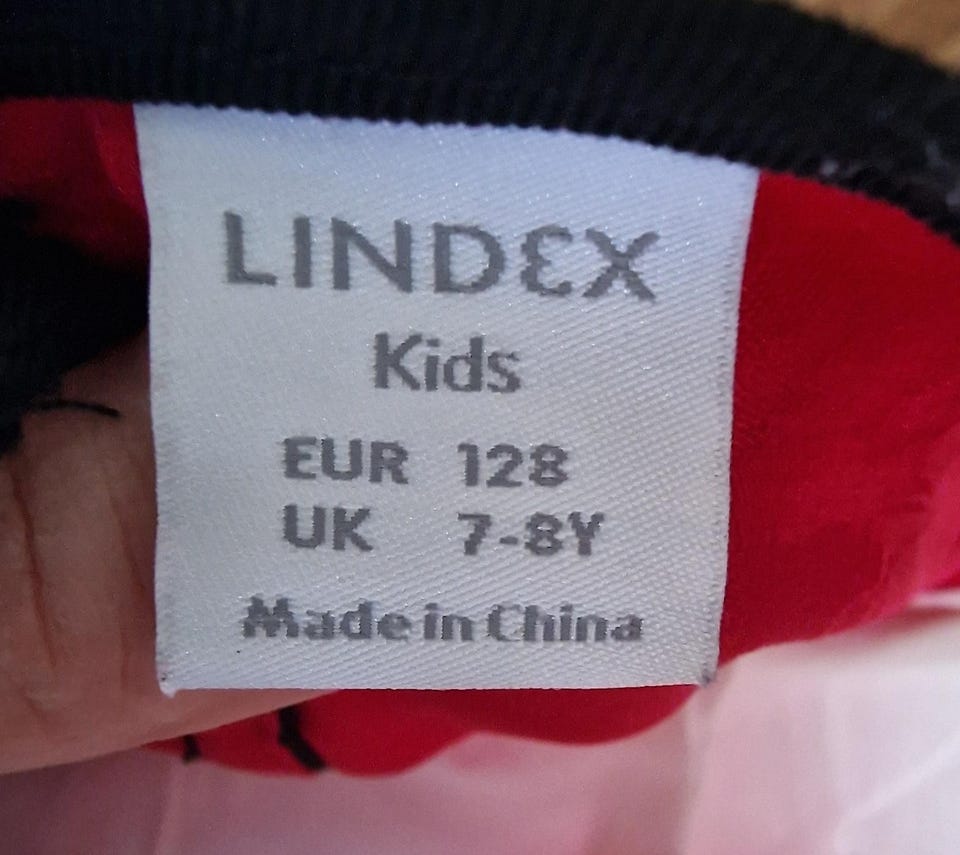 LINDEX
Kids
EUR 128
UK 7-8Y
Made in China